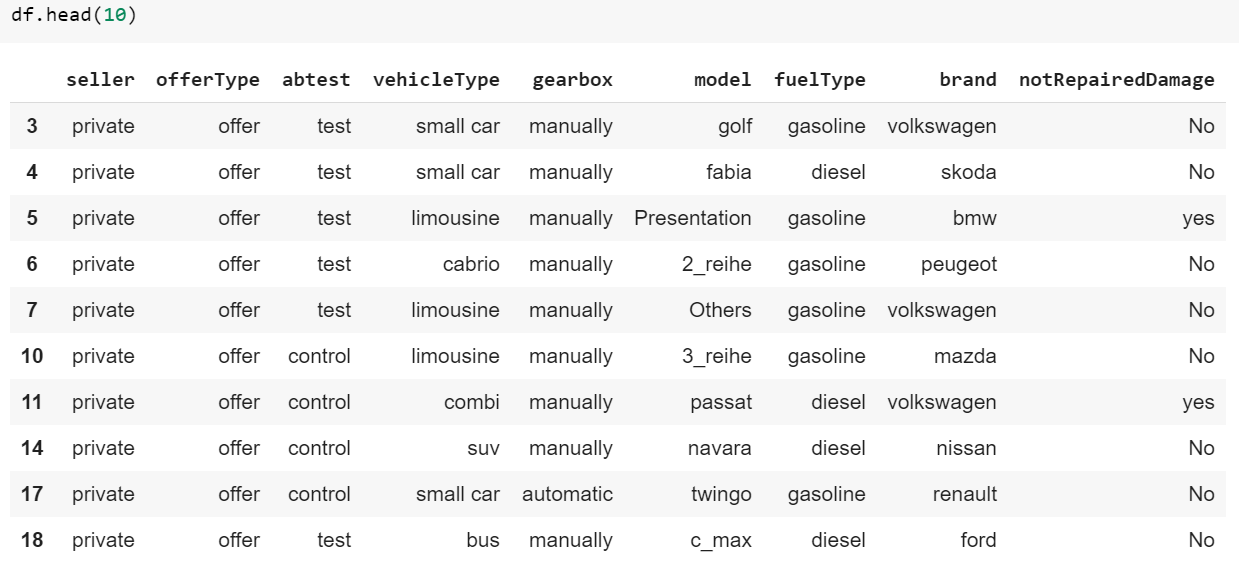 df.head(10)
seller offerType abtest vehicleType gearbox model fuelType brand notRepairedDamage
3 private offer test small car manually golf gasoline volkswagen No
4 private offer test small car manually fabia diesel skoda No
5 private offer test limousine manually Presentation gasoline bmw yes
6 private offer test cabrio manually 2_reihe gasoline peugeot No
7 private offer test limousine manually Others gasoline volkswagen No
10 private offer control limousine manually 3_reihe gasoline mazda No
11 private offer control combi manually passat diesel volkswagen yes
14 private offer control suv manually navara diesel nissan No
17 private offer control small car automatic twingo gasoline renault No
18 private offer test bus manually c_max diesel ford No